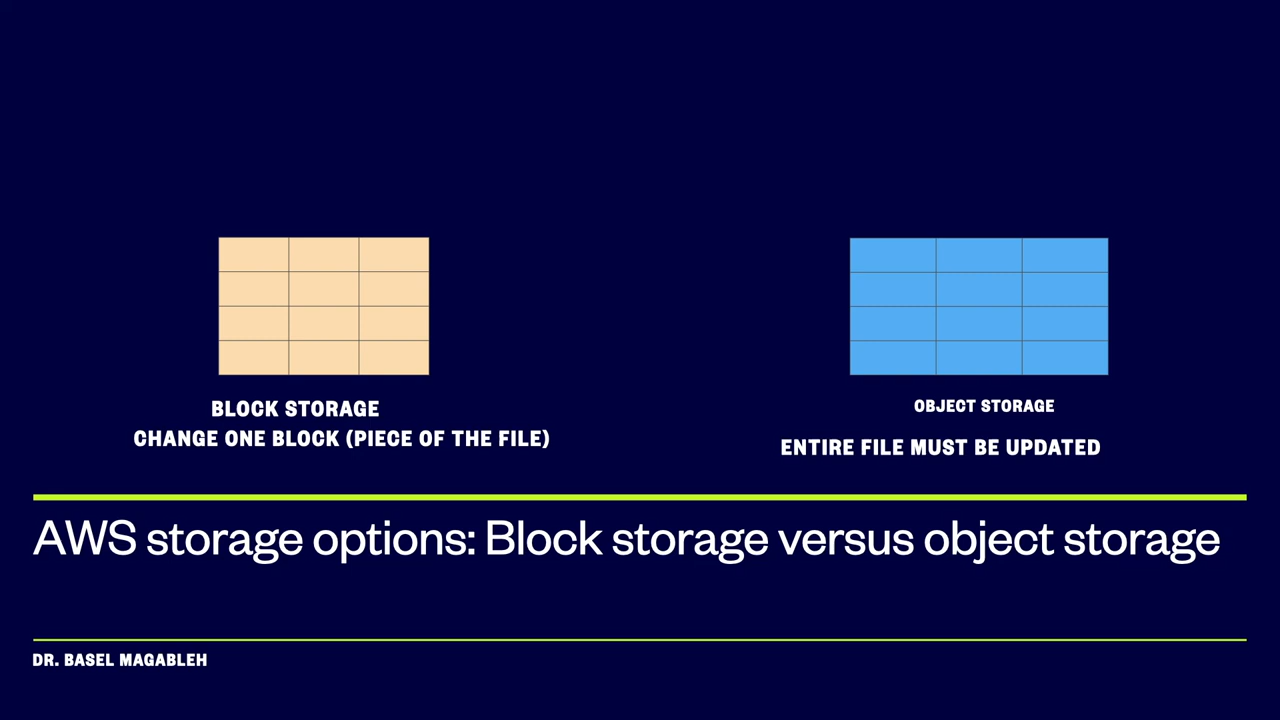 BLOCK STORAGE
CHANGE ONE BLOCK (PIECE OF THE FILE)
OBJECT STORAGE
ENTIRE FILE MUST BE UPDATED
AWS storage options: Block storage versus object storage
DR. BASEL MAGABLEH